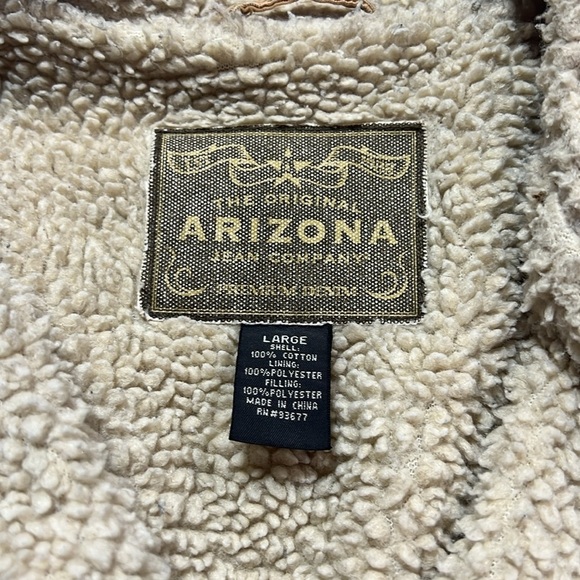 THE ORIGINAL
ARIZONA
JEAN COMPANY
PREMIUM DENIM
LARGE
SHELL:
100% COTTON
LINING:
100%POLYESTER
FILLING:
100%POLYESTER
MADE IN CHINA
RN#93677